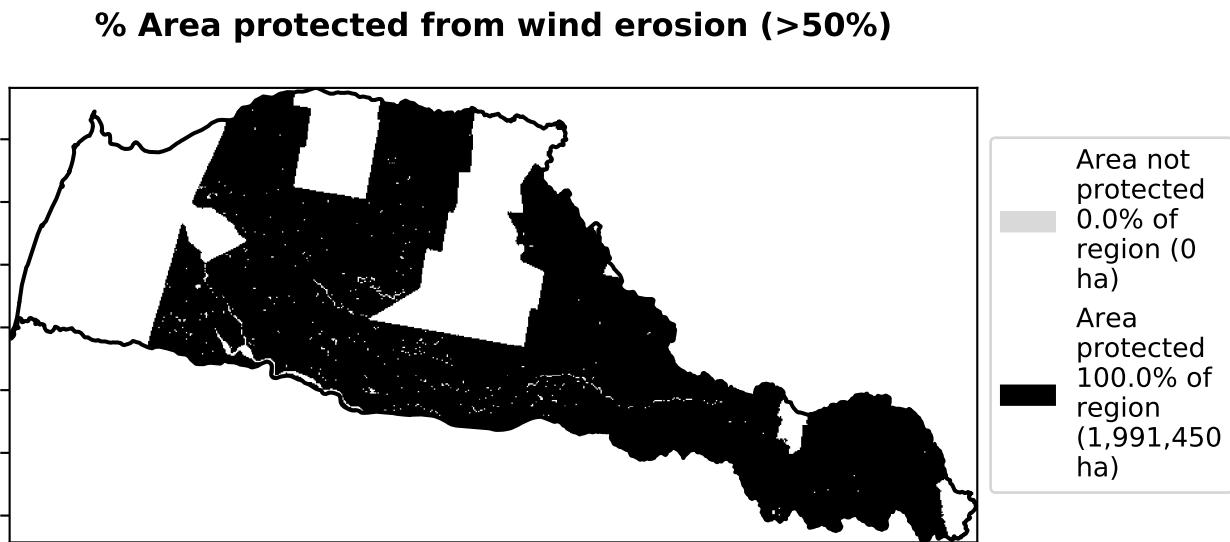 % Area protected from wind erosion (>50%)
Area not
protected
0.0% of
region (0
ha)
Area
protected
100.0% of
region
(1,991,450
ha)